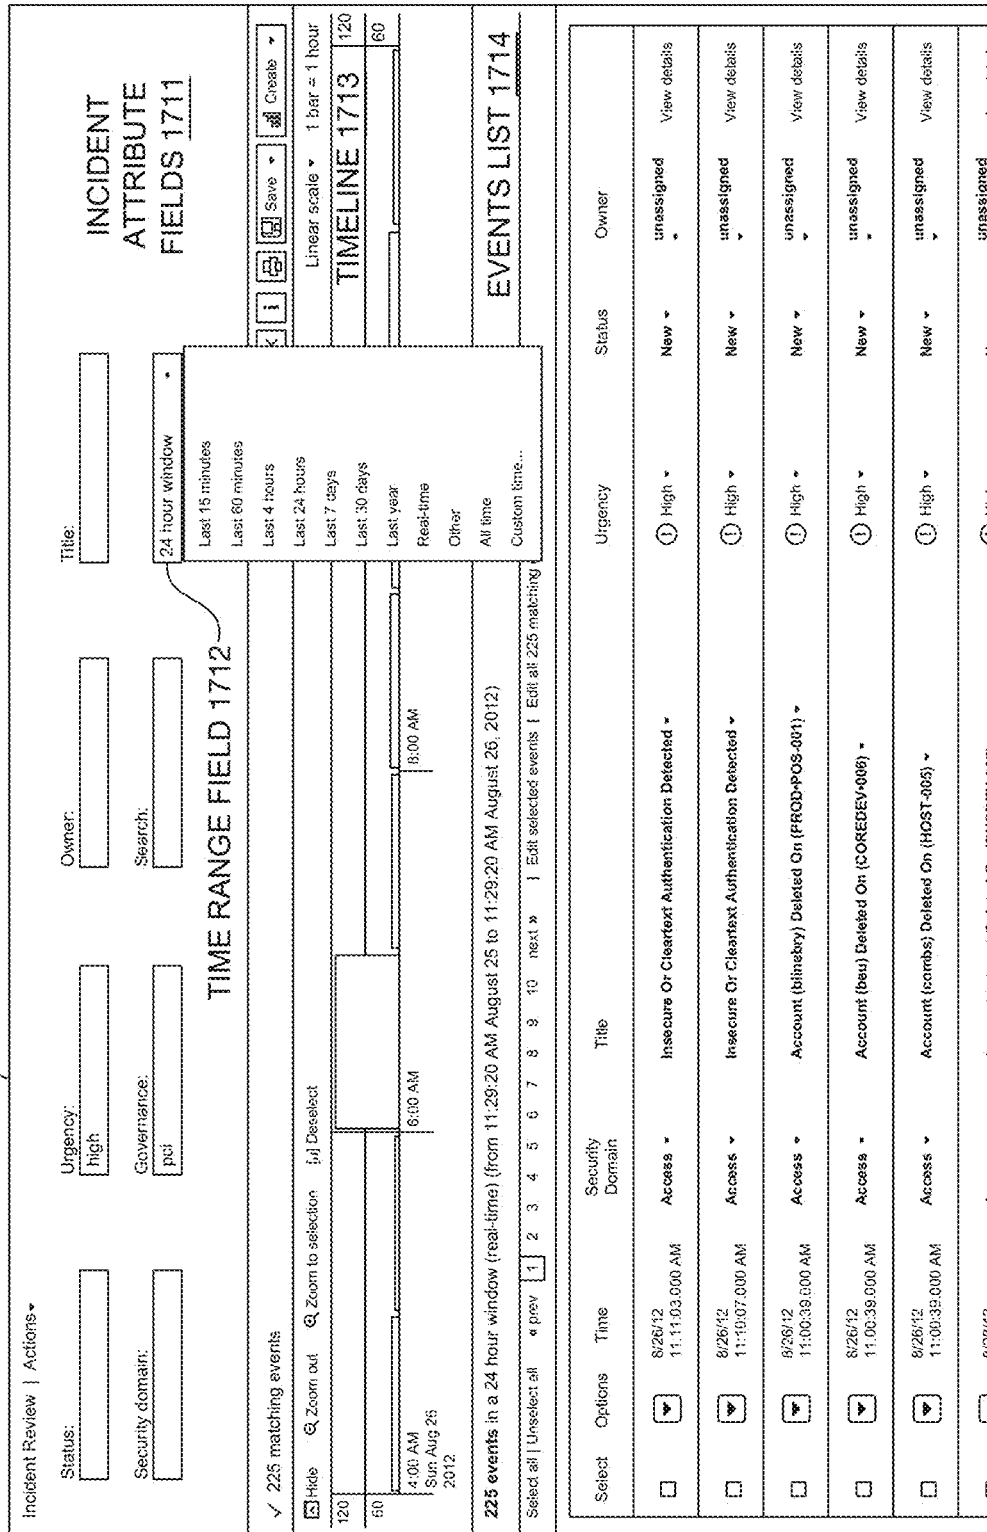 Incident Review | Actions
Status:
Urgency:
high
Owner:
Title:
INCIDENT
ATTRIBUTE
FIELDS 1711
Security domain:
Governance:
pci
Search:
24 hour window
TIME RANGE FIELD 1712
Last 15 minutes
Last 60 minutes
Last 4 hours
Last 24 hours
Last 7 days
Last 30 days
Last year
Real-time
Other
All time
Custom time...
✓ 225 matching events
i
Save
Create
Hide
Zoom out
Zoom to selection
Deselect
Linear scale
1 bar = 1 hour
120
TIMELINE 1713
120
60
60
4:00 AM
Sun Aug 26
2012
6:00 AM
8:00 AM
225 events in a 24 hour window (real-time) (from 11:29:20 AM August 25 to 11:29:20 AM August 26, 2012)
EVENTS LIST 1714
Select all | Unselect all « prev 1 2 3 4 5 6 7 8 9 10 next » | Edit selected events | Edit all 225 matching
Select Options Time Security Domain Title Urgency Status Owner
8/26/12 11:11:03.000 AM Access Insecure Or Cleartext Authentication Detected High New unassigned View details
8/26/12 11:10:07.000 AM Access Insecure Or Cleartext Authentication Detected High New unassigned View details
8/26/12 11:00:39.000 AM Access Account (blinebry) Deleted On (PROD-POS-001) High New unassigned View details
8/26/12 11:00:39.000 AM Access Account (beu) Deleted On (COREDEV-006) High New unassigned View details
8/26/12 11:00:39.000 AM Access Account (combs) Deleted On (HOST-005) High New unassigned View details
unassigned